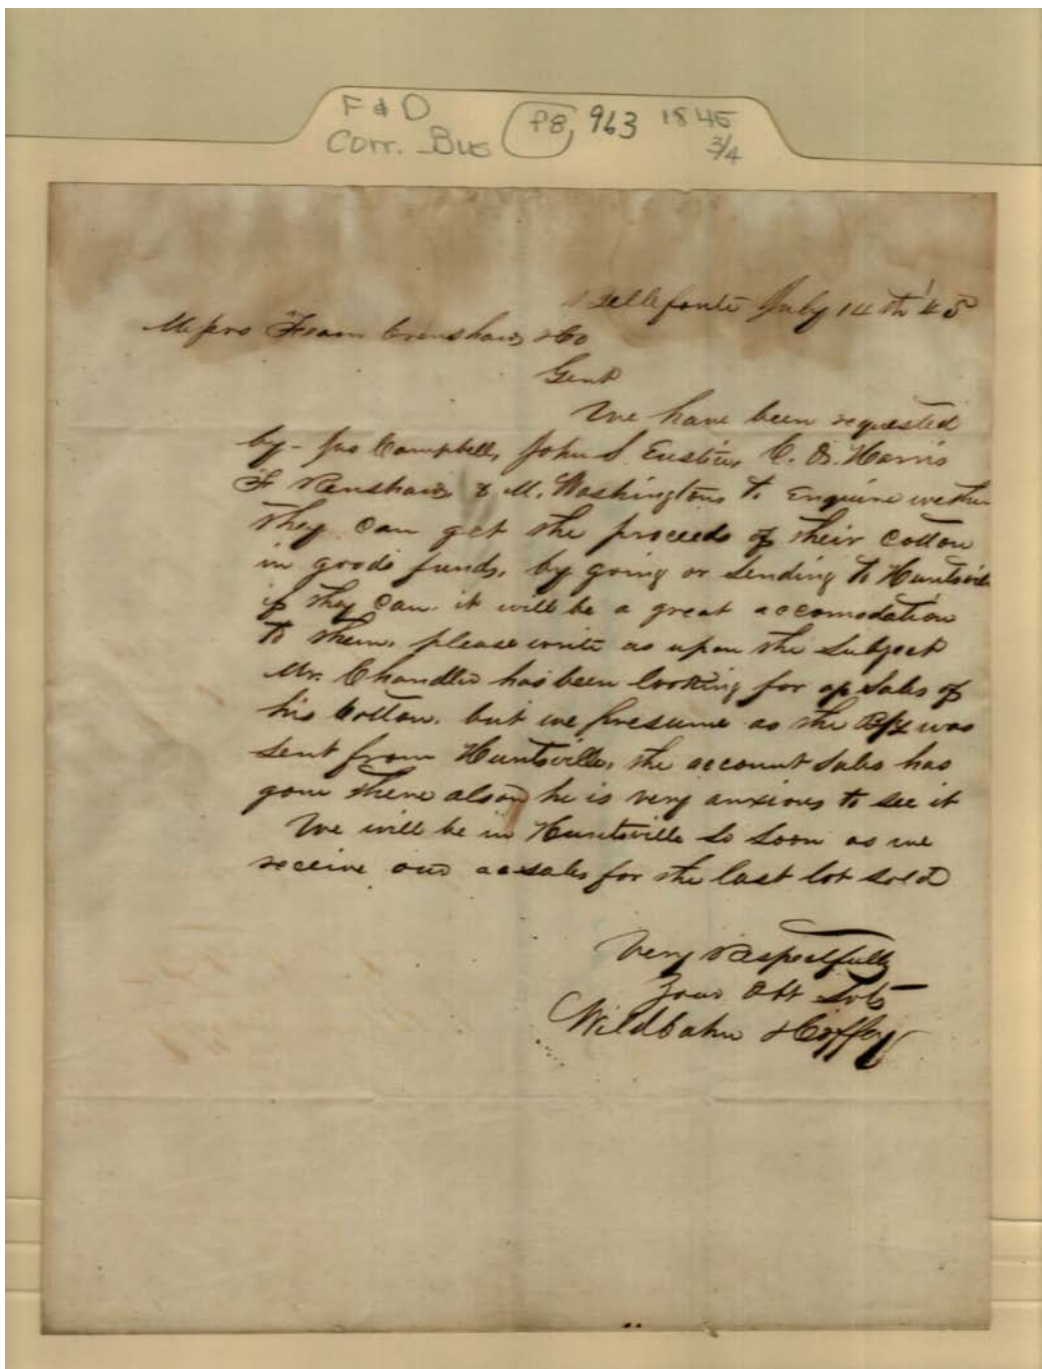 F & D
Corr. Bus
P8, 963 1845
3/4
Bellefonte July 14th '45
Messrs Fearn Crenshaw & Co
Gent
We have been requested
by - Jno Campbell, John S. Eustice, C. D. Harris
F Renshaw & M. Washington, to Enquire wether
they can get the proceeds of their Cotton
in good funds, by going or sending to Huntsville
if they can. it will be a great accomodation
to them. please write us upon the subject
Mr. Chandler has been looking for ap Sales of
his Cotton. but we presume as the B/L was
sent from Huntsville, the account sales has
gone there also he is very anxious to see it
We will be in Huntsville so soon as we
receive our ac sales for the last lot sold
Very Respectfully
Your Obt Svts
Wildbahn & Coffey